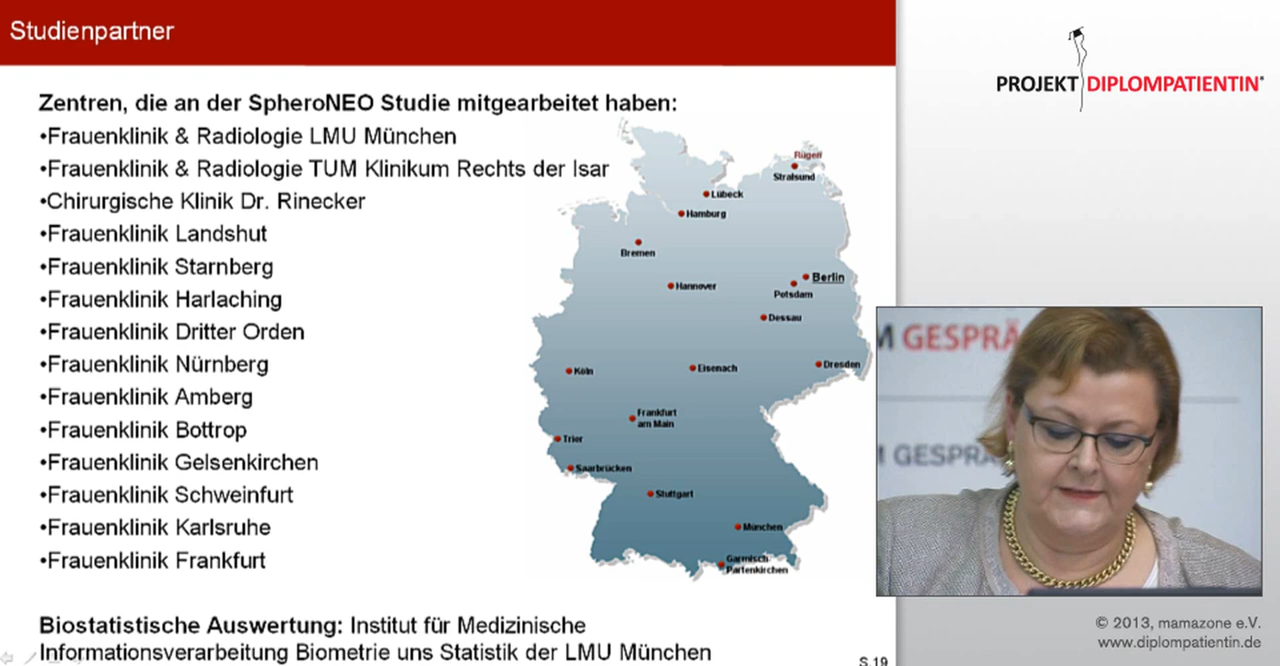 Studienpartner
Zentren, die an der SpheroNEO Studie mitgearbeitet haben:
•Frauenklinik & Radiologie LMU München
•Frauenklinik & Radiologie TUM Klinikum Rechts der Isar
•Chirurgische Klinik Dr. Rinecker
•Frauenklinik Landshut
•Frauenklinik Starnberg
•Frauenklinik Harlaching
•Frauenklinik Dritter Orden
•Frauenklinik Nürnberg
•Frauenklinik Amberg
•Frauenklinik Bottrop
•Frauenklinik Gelsenkirchen
•Frauenklinik Schweinfurt
•Frauenklinik Karlsruhe
•Frauenklinik Frankfurt
Biostatistische Auswertung: Institut für Medizinische
Informationsverarbeitung Biometrie uns Statistik der LMU München
S.19
Rügen
Stralsund
Lübeck
Hamburg
Bremen
Hannover
Berlin
Potsdam
Dessau
Köln
Eisenach
Dresden
Frankfurt
am Main
Trier
Saarbrücken
Stuttgart
München
Garmisch-
Partenkirchen
PROJEKT DIPLOMPATIENTIN®
M GESPRÄ
M GESPRÄ
© 2013, mamazone e.V.
www.diplompatientin.de